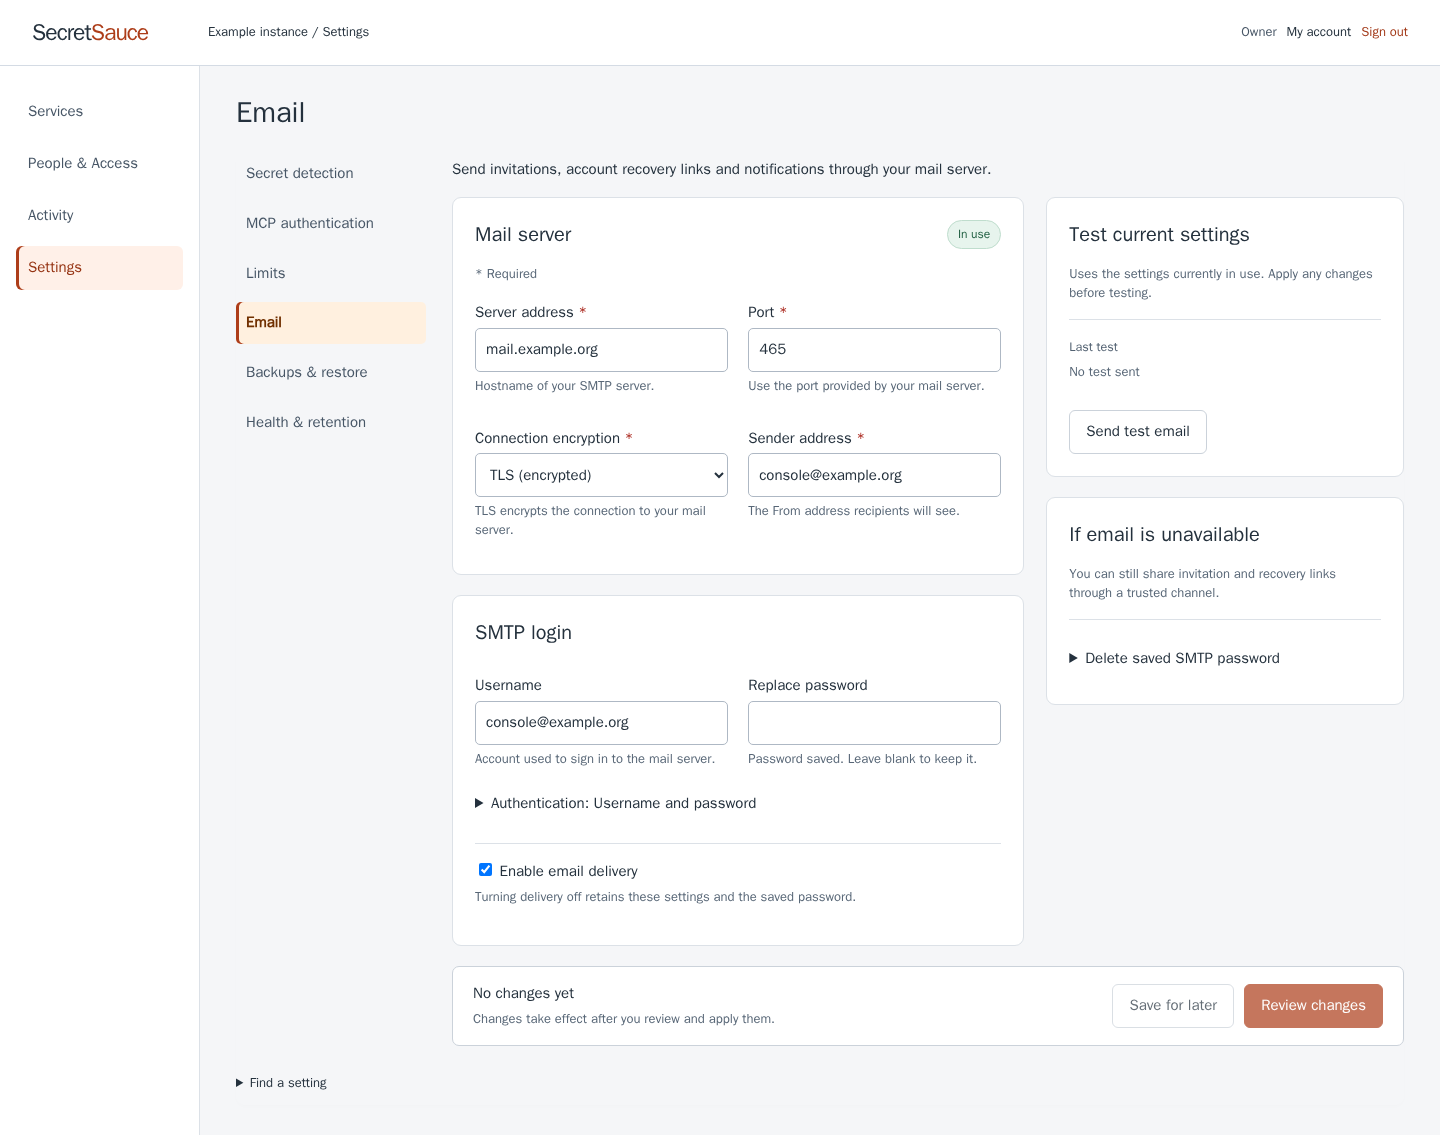 SecretSauce
Example instance / Settings
Owner My account Sign out
Services
People & Access
Activity
Settings
Email
Secret detection
MCP authentication
Limits
Email
Backups & restore
Health & retention
Send invitations, account recovery links and notifications through your mail server.
Mail server
In use
* Required
Server address *
mail.example.org
Hostname of your SMTP server.
Port *
465
Use the port provided by your mail server.
Connection encryption *
TLS (encrypted)
TLS encrypts the connection to your mail
server.
Sender address *
console@example.org
The From address recipients will see.
SMTP login
Username
console@example.org
Account used to sign in to the mail server.
Replace password
Password saved. Leave blank to keep it.
Authentication: Username and password
Enable email delivery
Turning delivery off retains these settings and the saved password.
Test current settings
Uses the settings currently in use. Apply any changes
before testing.
Last test
No test sent
Send test email
If email is unavailable
You can still share invitation and recovery links
through a trusted channel.
Delete saved SMTP password
No changes yet
Changes take effect after you review and apply them.
Save for later
Review changes
Find a setting